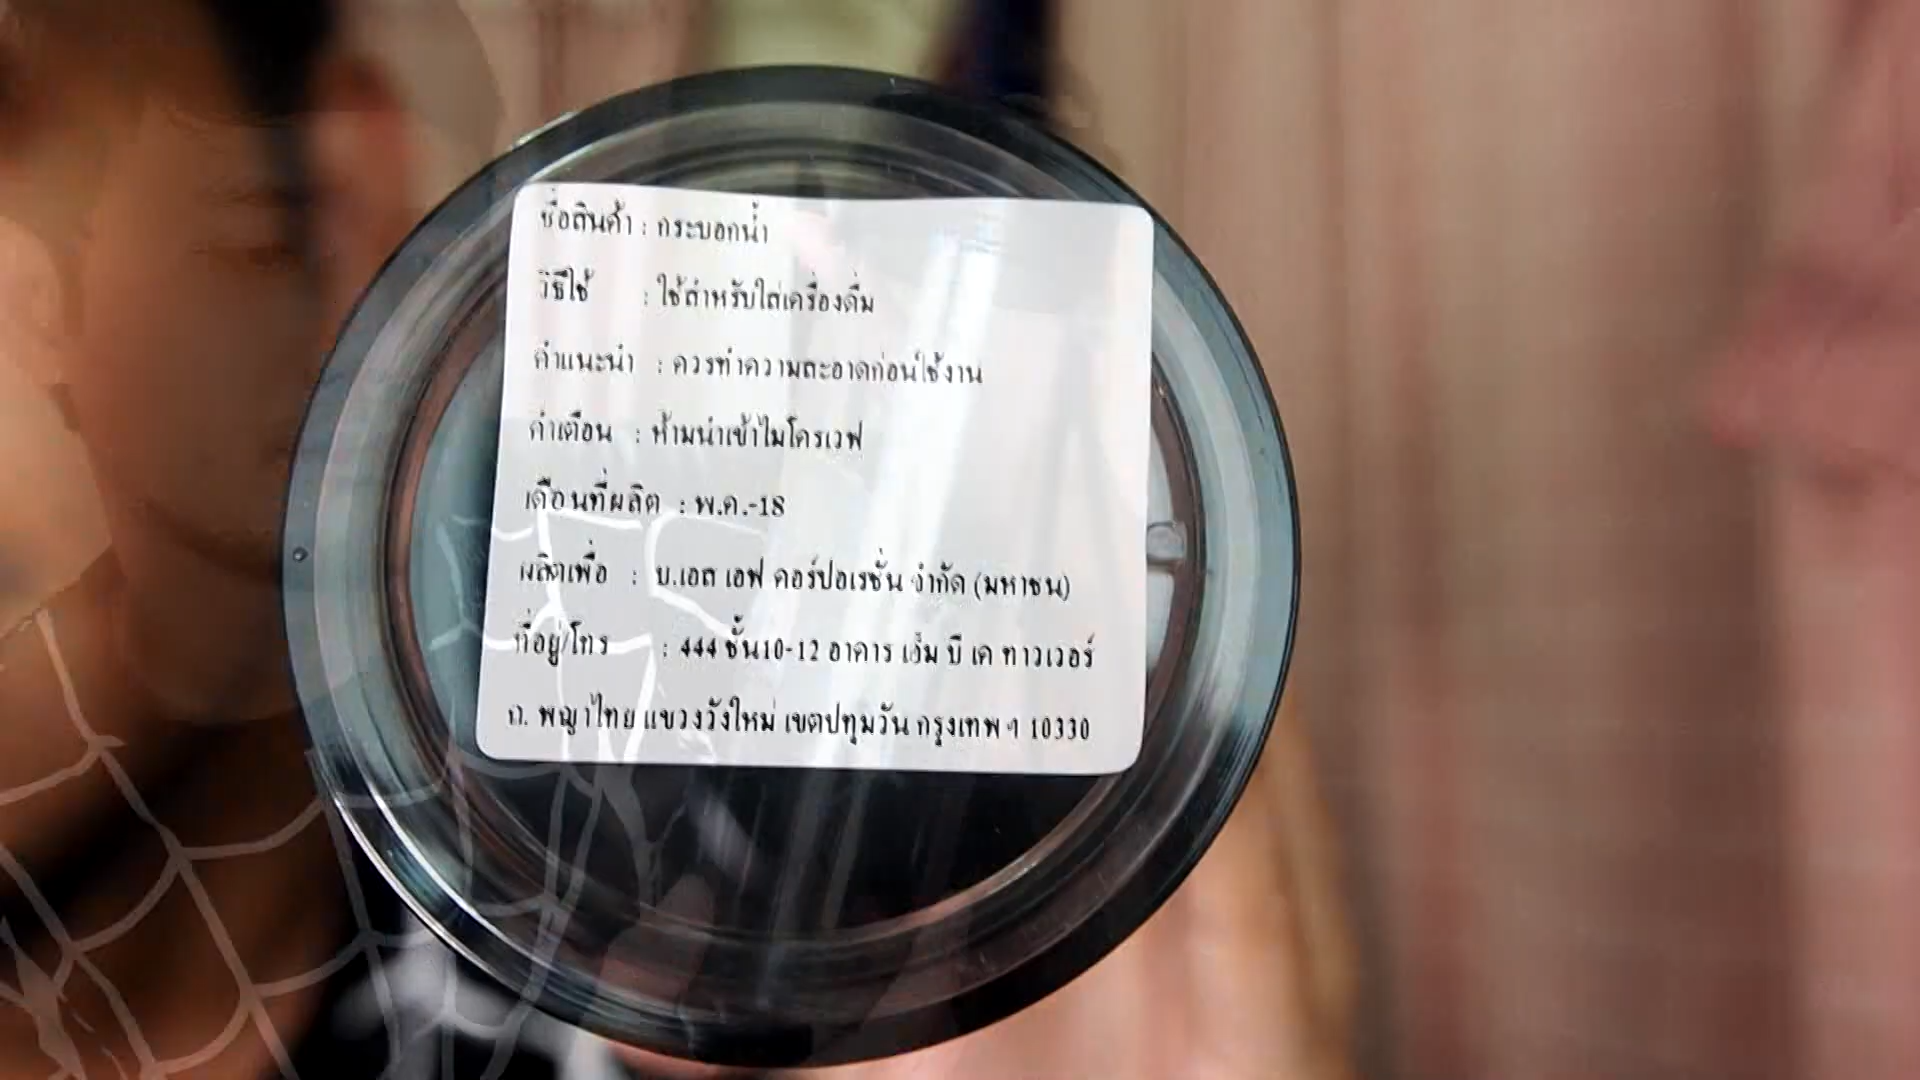 ชื่อสินค้า : กระบอกน้ำ
วิธีใช้ : ใช้สำหรับใส่เครื่องดื่ม
คำแนะนำ : ควรทำความสะอาดก่อนใช้งาน
คำเตือน : ห้ามนำเข้าไมโครเวฟ
เดือนที่ผลิต : พ.ค.-18
ผลิตเพื่อ : บ.เอส เอฟ คอร์ปอเรชั่น จำกัด (มหาชน)
ที่อยู่/โทร : 444 ชั้น10-12 อาคาร เอ็ม บี เค ทาวเวอร์
ถ. พญาไทย แขวงวังใหม่ เขตปทุมวัน กรุงเทพ ฯ 10330